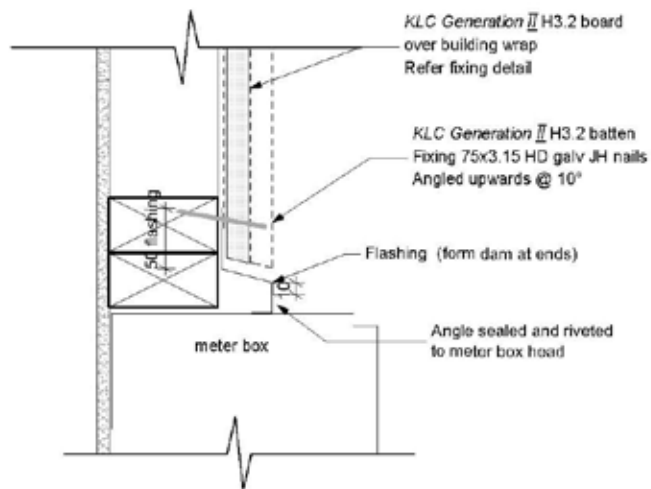 KLC Generation II H3.2 board
over building wrap
Refer fixing detail
KLC Generation II H3.2 batten
Fixing 75x3.15 HD galv JH nails
Angled upwards @ 10°
50 flashing
Flashing (form dam at ends)
10
Angle sealed and riveted
to meter box head
meter box